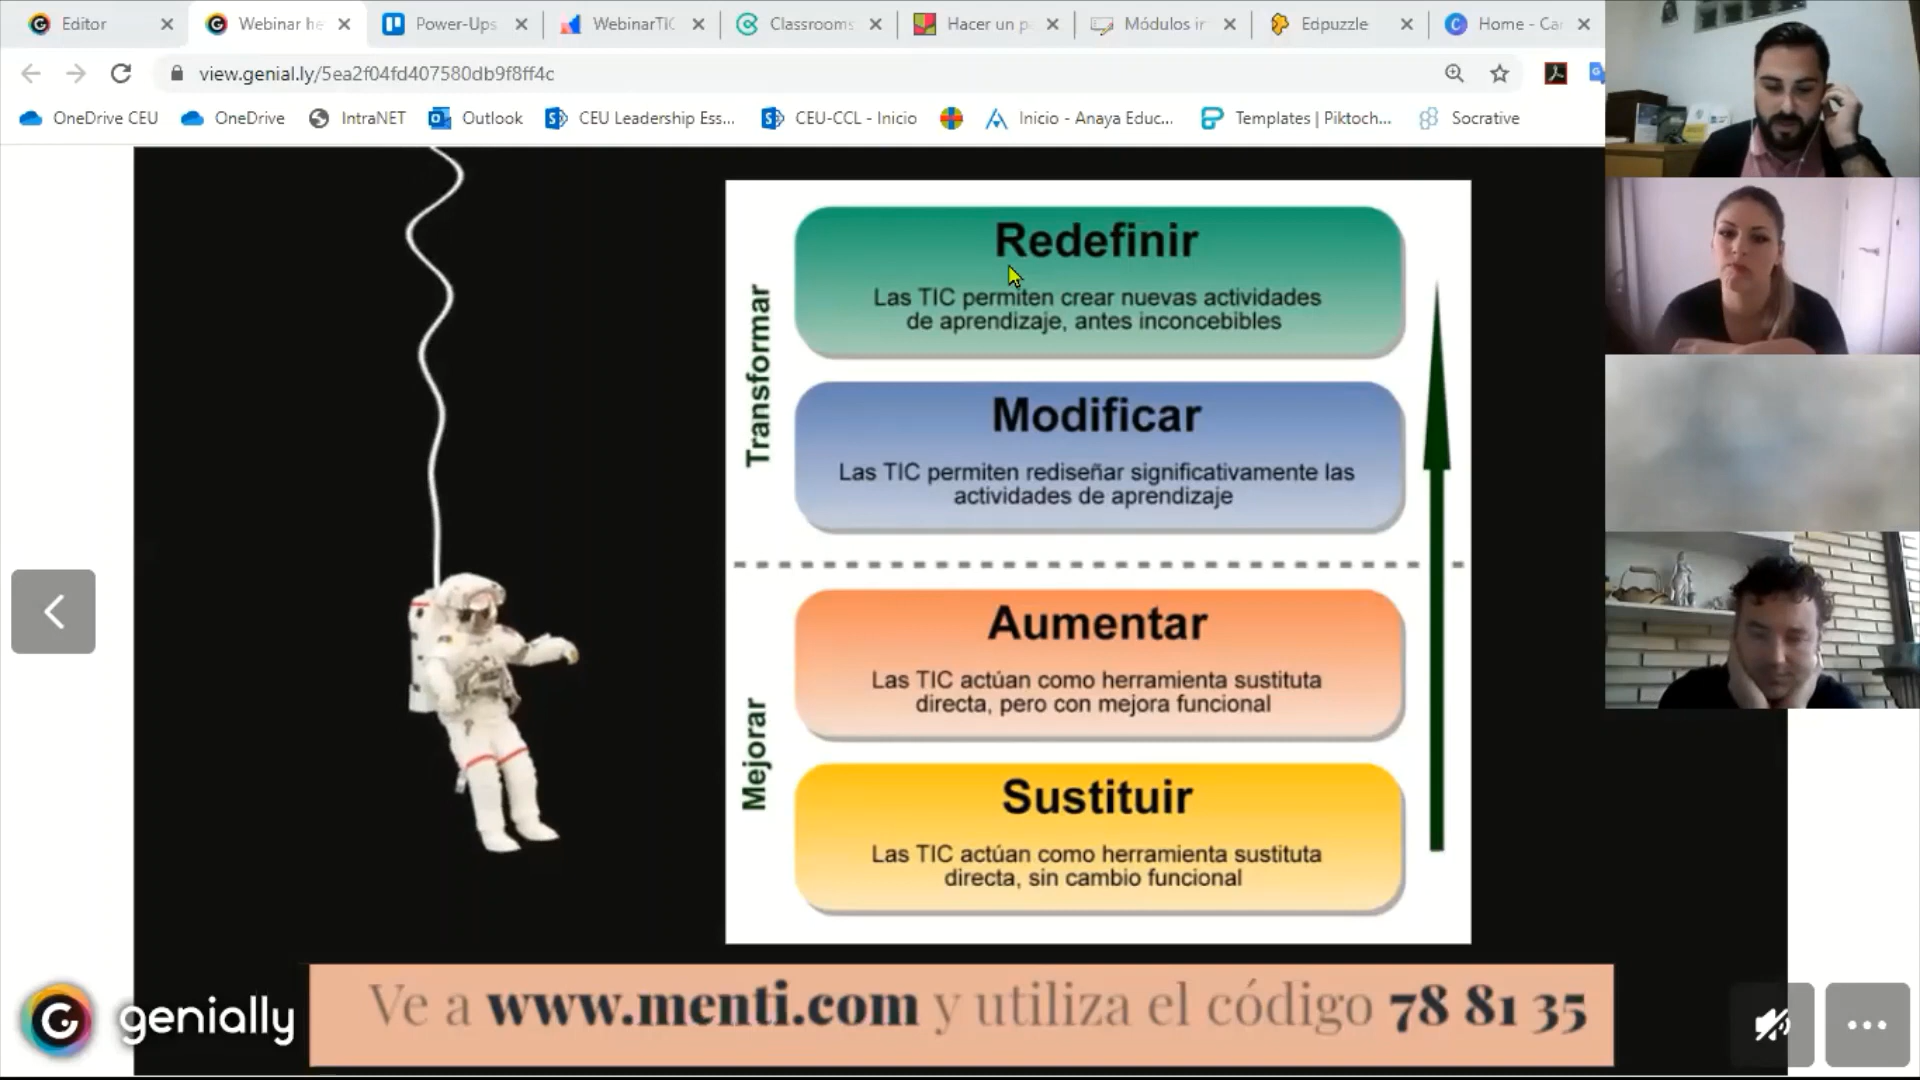 Editor
Webinar he
Power-Ups
WebinarTIC
Classrooms
Hacer un p
Módulos ir
Edpuzzle
Home - Ca
view.genial.ly/5ea2f04fd407580db9f8ff4c
OneDrive CEU
OneDrive
IntraNET
Outlook
CEU Leadership Ess...
CEU-CCL - Inicio
Inicio - Anaya Educ...
Templates | Piktoch...
Socrative
Transformar
Redefinir
Las TIC permiten crear nuevas actividades
de aprendizaje, antes inconcebibles
Modificar
Las TIC permiten rediseñar significativamente las
actividades de aprendizaje
Mejorar
Aumentar
Las TIC actúan como herramienta sustituta
directa, pero con mejora funcional
Sustituir
Las TIC actúan como herramienta sustituta
directa, sin cambio funcional
genially
Ve a www.menti.com y utiliza el código 78 81 35